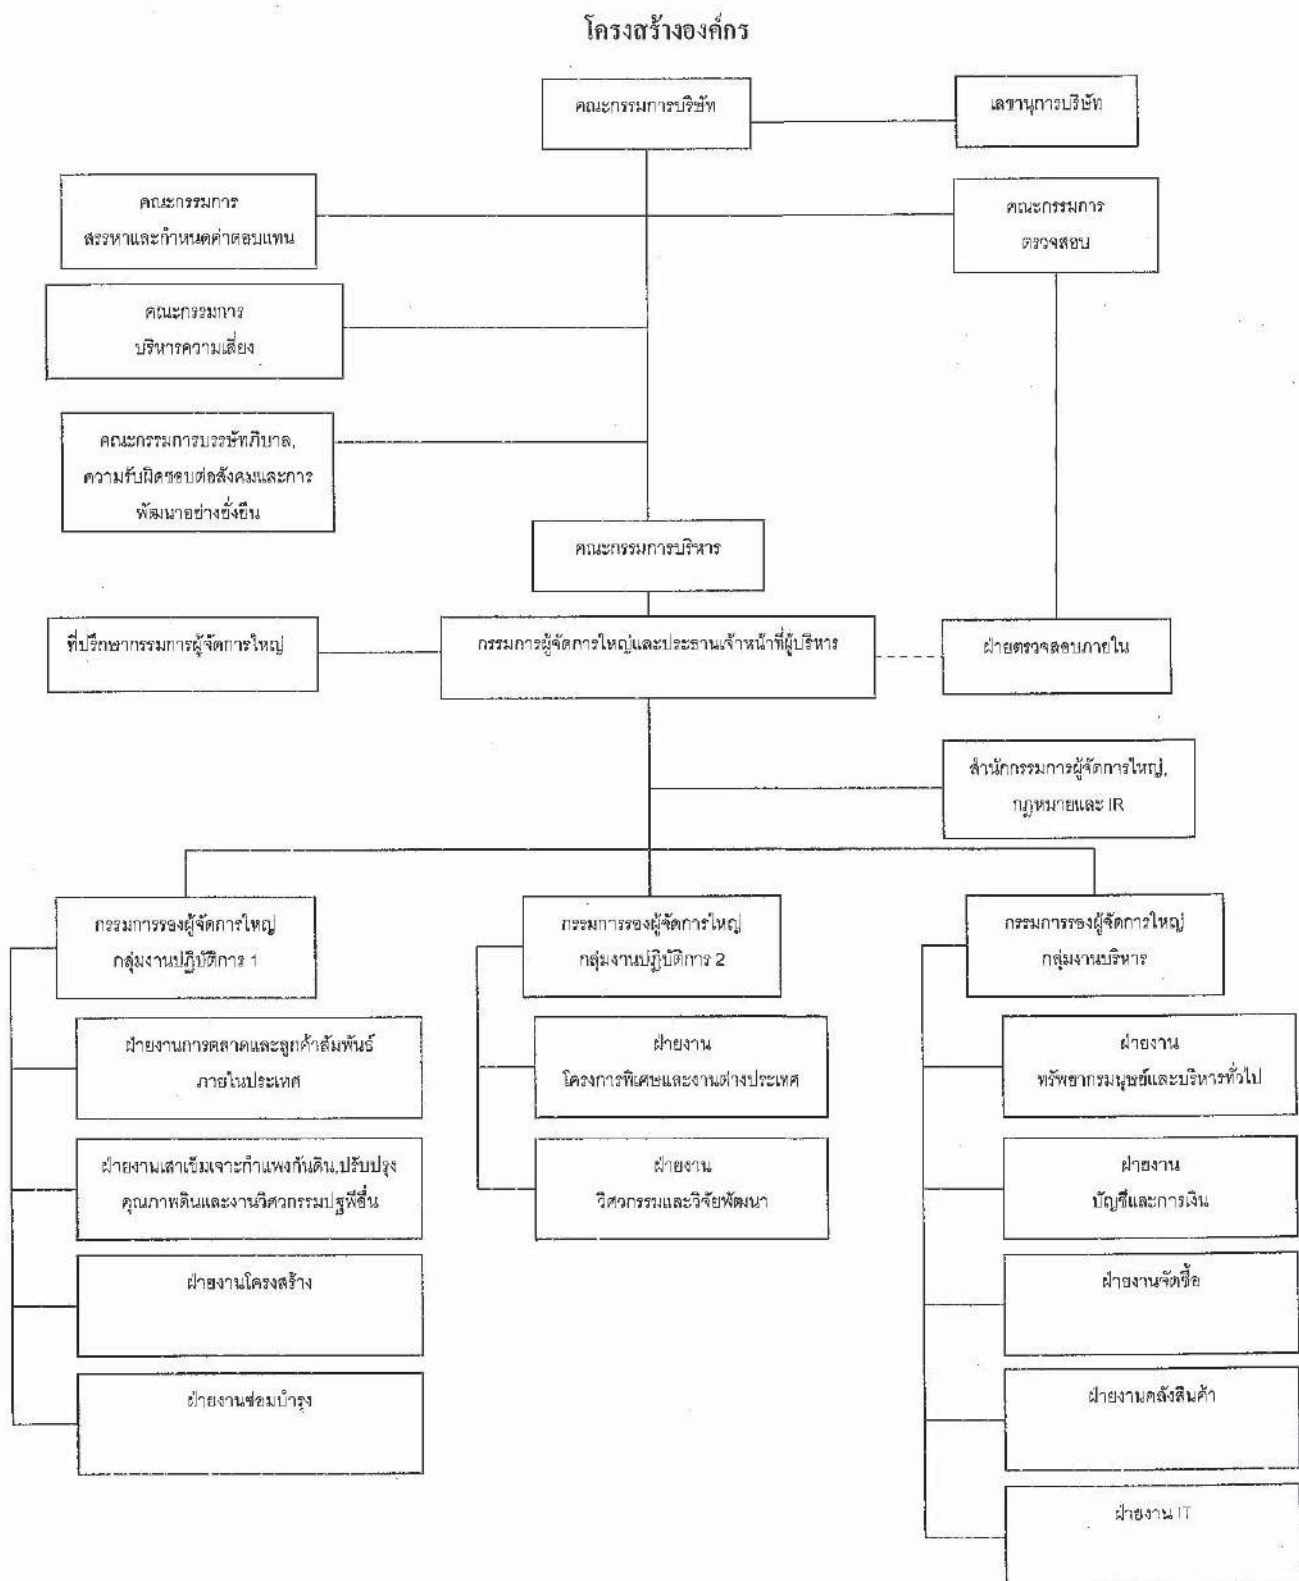 โครงสร้างองค์กร
คณะกรรมการบริษัท
เลขานุการบริษัท
คณะกรรมการ
สรรหาและกำหนดค่าตอบแทน
คณะกรรมการ
ตรวจสอบ
คณะกรรมการ
บริหารความเสี่ยง
คณะกรรมการบรรษัทภิบาล,
ความรับผิดชอบต่อสังคมและการ
พัฒนาอย่างยั่งยืน
คณะกรรมการบริหาร
ที่ปรึกษากรรมการผู้จัดการใหญ่
กรรมการผู้จัดการใหญ่และประธานเจ้าหน้าที่ผู้บริหาร
ฝ่ายตรวจสอบภายใน
สำนักกรรมการผู้จัดการใหญ่,
กฎหมายและ IR
กรรมการรองผู้จัดการใหญ่
กลุ่มงานปฏิบัติการ 1
ฝ่ายงานการตลาดและลูกค้าสัมพันธ์
ภายในประเทศ
ฝ่ายงานเสาเข็มเจาะกำแพงกันดิน,ปรับปรุง
คุณภาพดินและงานวิศวกรรมปฐพีอื่น
ฝ่ายงานโครงสร้าง
ฝ่ายงานซ่อมบำรุง
กรรมการรองผู้จัดการใหญ่
กลุ่มงานปฏิบัติการ 2
ฝ่ายงาน
โครงการพิเศษและงานต่างประเทศ
ฝ่ายงาน
วิศวกรรมและวิจัยพัฒนา
กรรมการรองผู้จัดการใหญ่
กลุ่มงานบริหาร
ฝ่ายงาน
ทรัพยากรมนุษย์และบริหารทั่วไป
ฝ่ายงาน
บัญชีและการเงิน
ฝ่ายงานจัดซื้อ
ฝ่ายงานคลังสินค้า
ฝ่ายงาน IT